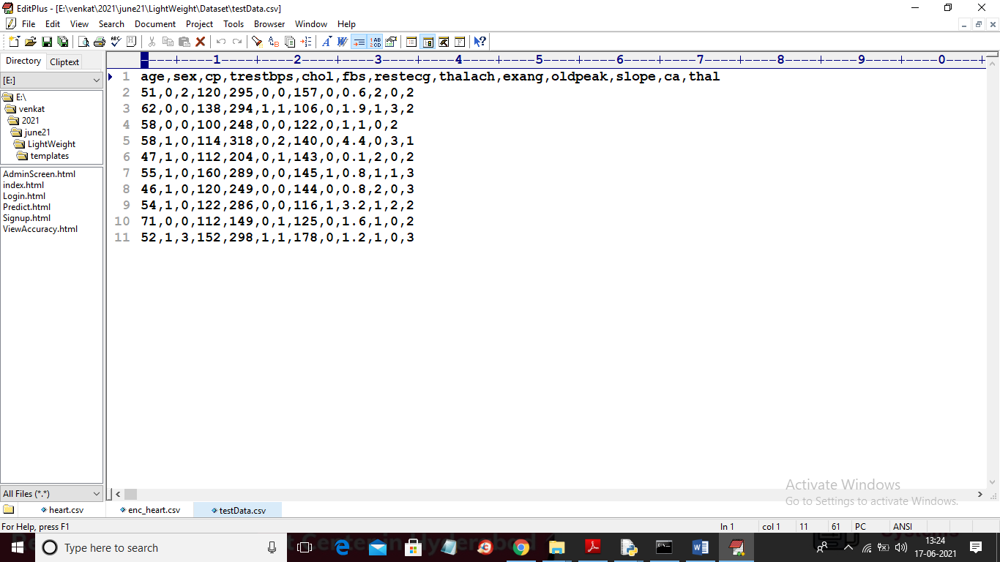 EditPlus - [E:\venkat\2021\june21\LightWeight\Dataset\testData.csv]
File Edit View Search Document Project Tools Browser Window Help
Directory Cliptext
[E:]
E:\
venkat
2021
june21
LightWeight
templates
AdminScreen.html
index.html
Login.html
Predict.html
Signup.html
ViewAccuracy.html
All Files (*.*)
----+----1----+----2----+----3----+----4----+----5----+----6----+----7----+----8----+----9----+----0----+
1 age,sex,cp,trestbps,chol,fbs,restecg,thalach,exang,oldpeak,slope,ca,thal
2 51,0,2,120,295,0,0,157,0,0.6,2,0,2
3 62,0,0,138,294,1,1,106,0,1.9,1,3,2
4 58,0,0,100,248,0,0,122,0,1,1,0,2
5 58,1,0,114,318,0,2,140,0,4.4,0,3,1
6 47,1,0,112,204,0,1,143,0,0.1,2,0,2
7 55,1,0,160,289,0,0,145,1,0.8,1,1,3
8 46,1,0,120,249,0,0,144,0,0.8,2,0,3
9 54,1,0,122,286,0,0,116,1,3.2,1,2,2
10 71,0,0,112,149,0,1,125,0,1.6,1,0,2
11 52,1,3,152,298,1,1,178,0,1.2,1,0,3
Activate Windows
Go to Settings to activate Windows.
heart.csv enc_heart.csv testData.csv
For Help, press F1 ln 1 col 1 11 61 PC ANSI
Type here to search
13:24
17-06-2021